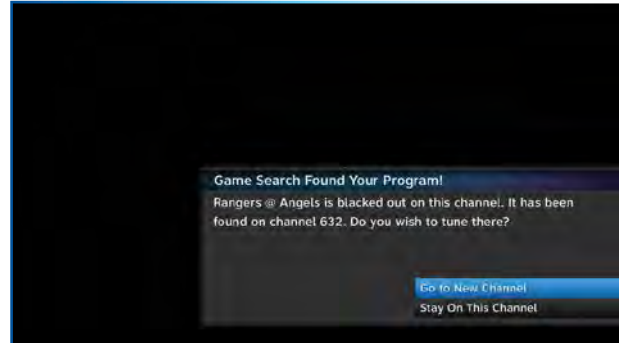 Game Search Found Your Program!
Rangers @ Angels is blacked out on this channel. It has been
found on channel 632. Do you wish to tune there?
Go to New Channel
Stay On This Channel